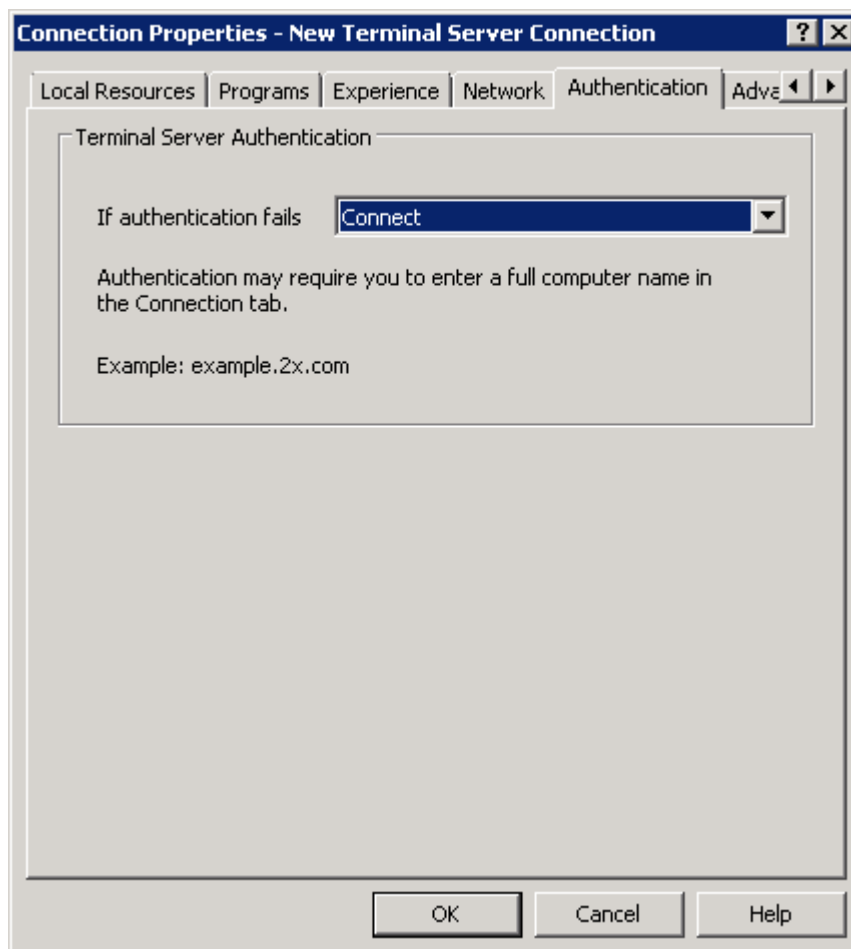 Connection Properties - New Terminal Server Connection
Local Resources Programs Experience Network Authentication
Terminal Server Authentication
If authentication fails Connect
Authentication may require you to enter a full computer name in
the Connection tab.
Example: example.2x.com
OK Cancel Help